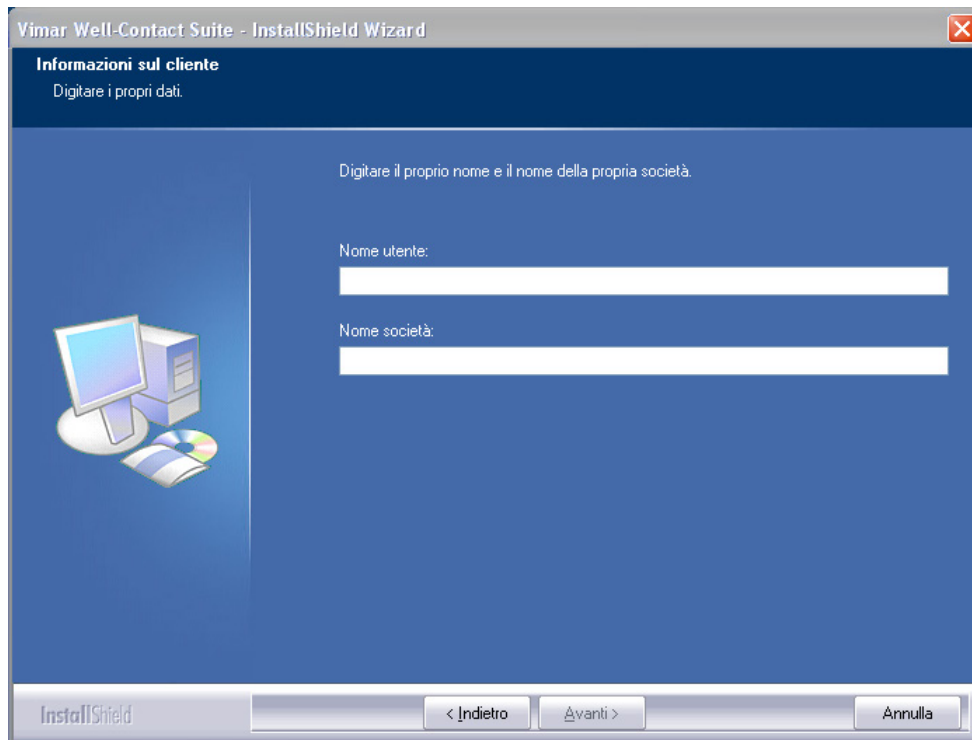 Vimar Well-Contact Suite - InstallShield Wizard
Informazioni sul cliente
Digitare i propri dati.
Digitare il proprio nome e il nome della propria società.
Nome utente:
Nome società:
InstallShield
< Indietro
Avanti >
Annulla